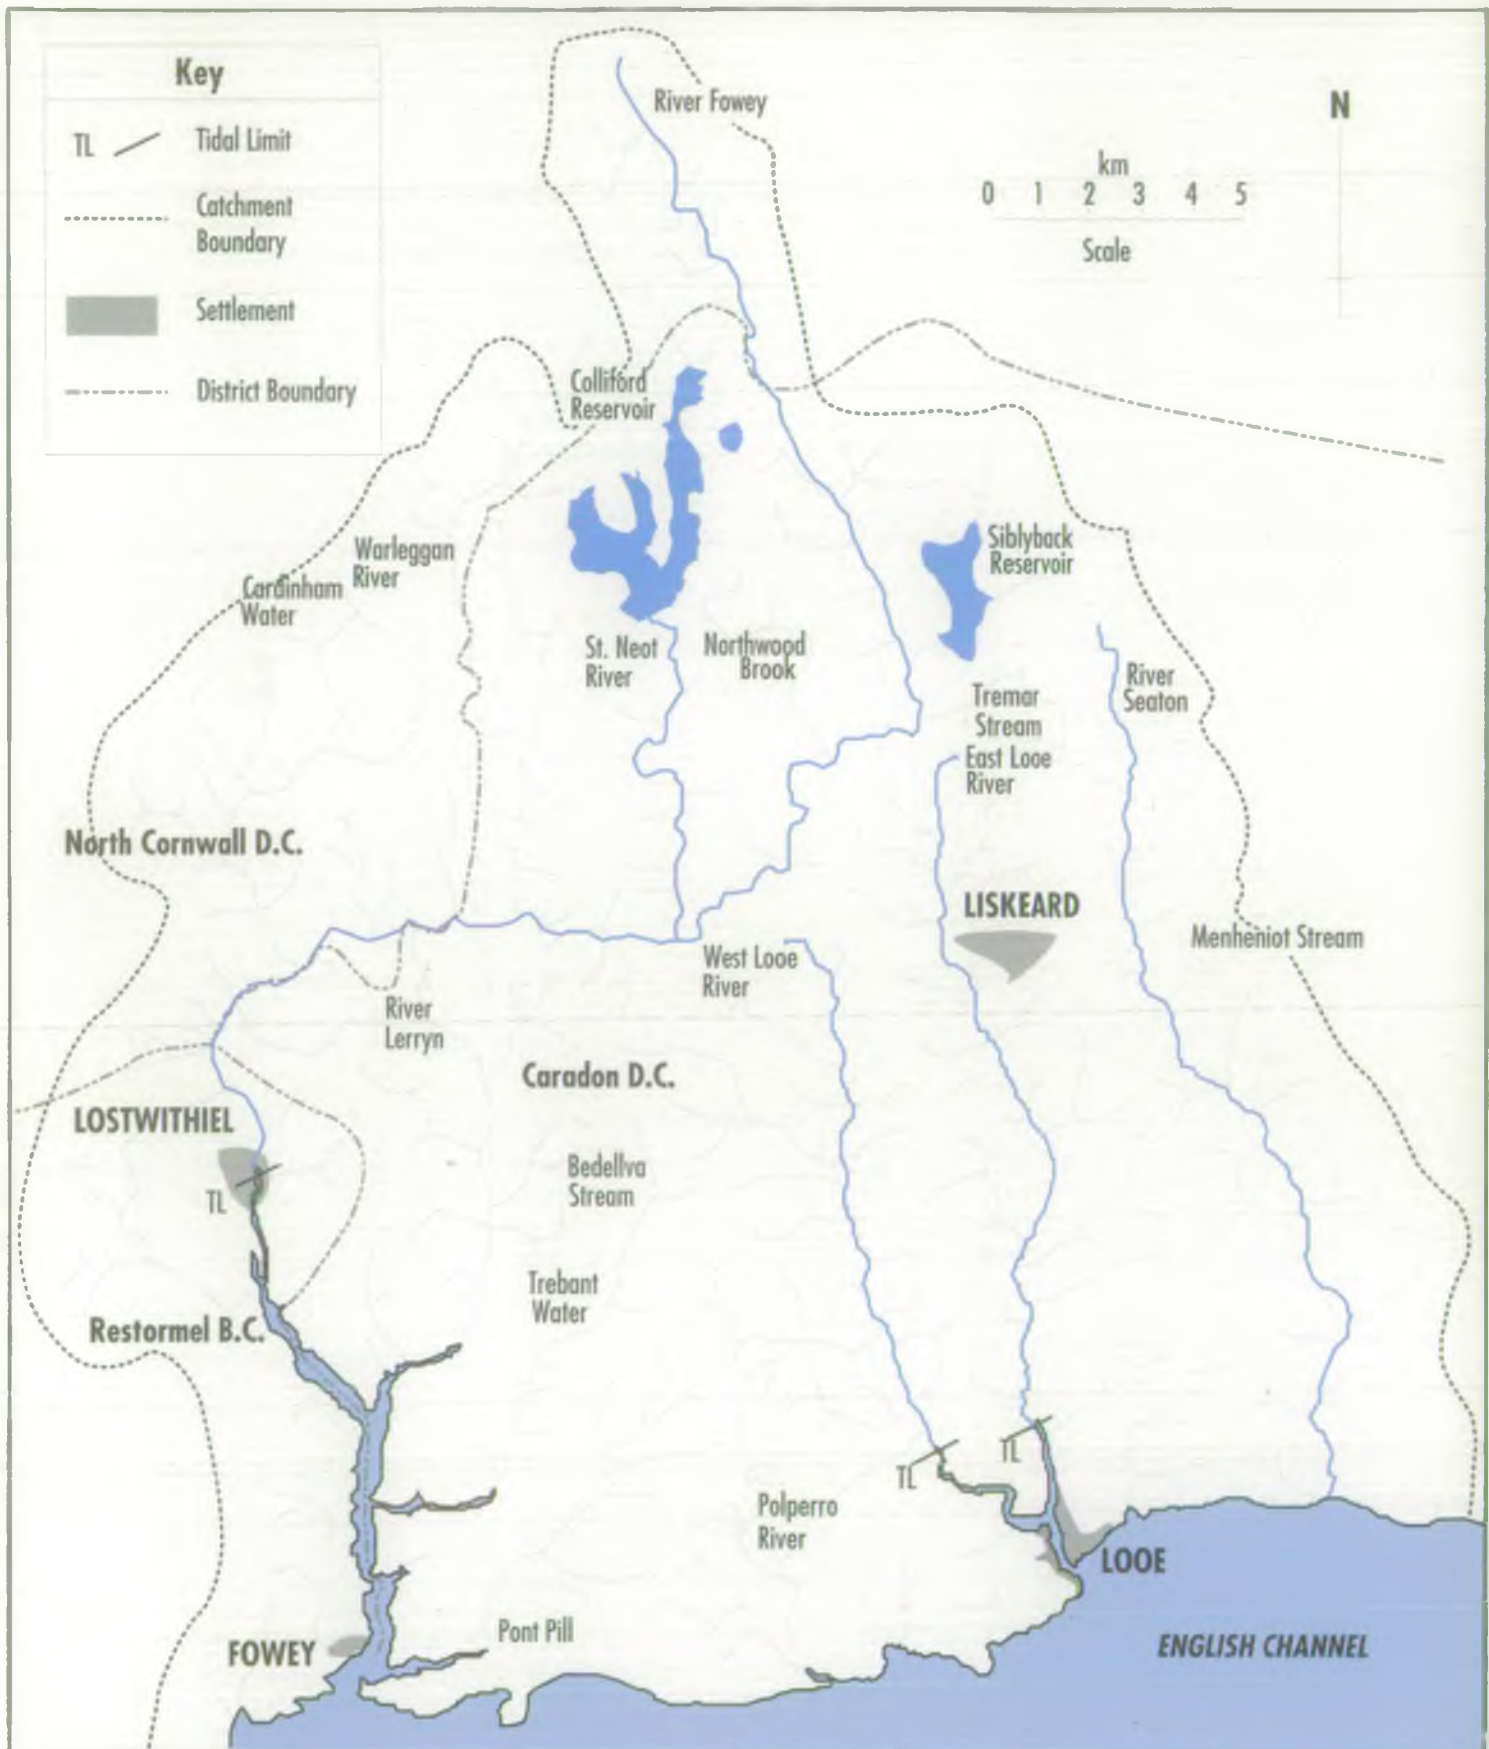 Key
TL
Tidal Limit
Catchment
Boundary
Settlement
District Boundary
River Fowey
N
km
0 1 2 3 4 5
Scale
Colliford
Reservoir
Warleggan
River
Cardinham
Water
Siblyback
Reservoir
St. Neot
River
Northwood
Brook
River
Seaton
Tremar
Stream
East Looe
River
North Cornwall D.C.
LISKEARD
Menheniot Stream
West Looe
River
River
Lerryn
Caradon D.C.
LOSTWITHIEL
Bedellva
Stream
TL
Trebant
Water
Restormel B.C.
TL
TL
Polperro
River
LOOE
Pont Pill
FOWEY
ENGLISH CHANNEL